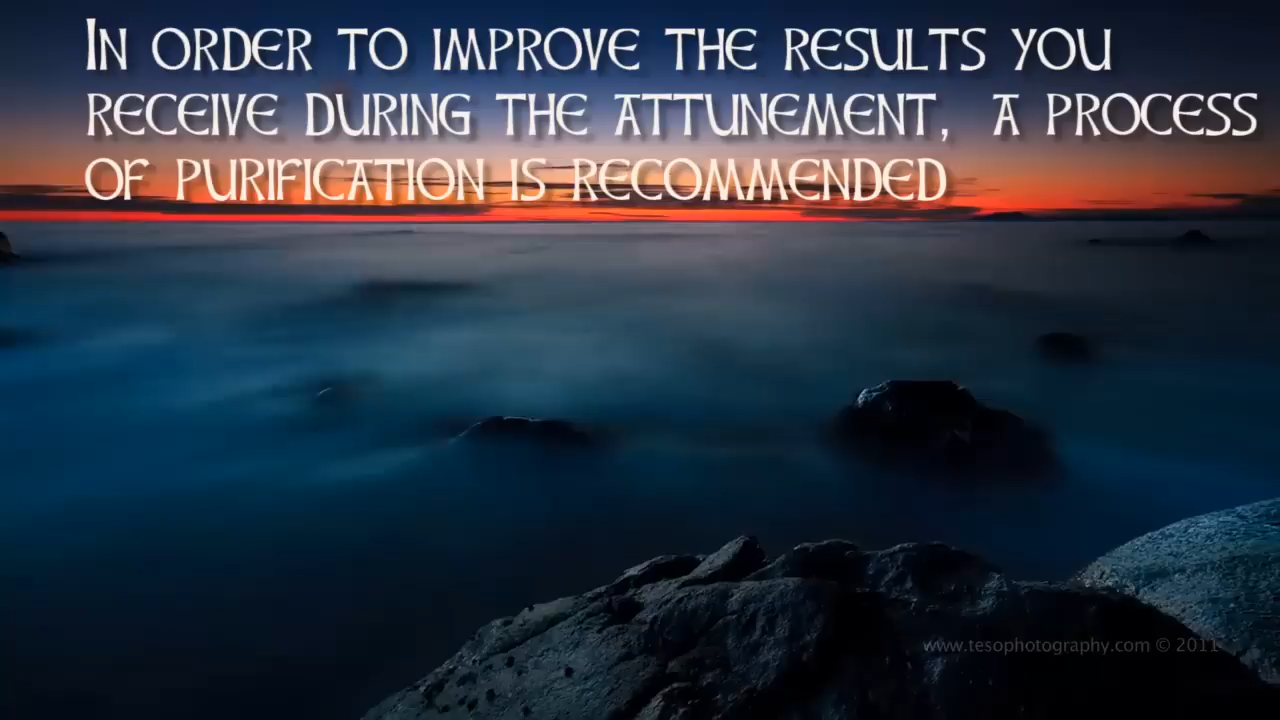 In order to improve the results you
receive during the attunement, a process
of purification is recommended
www.tesophotography.com © 2011